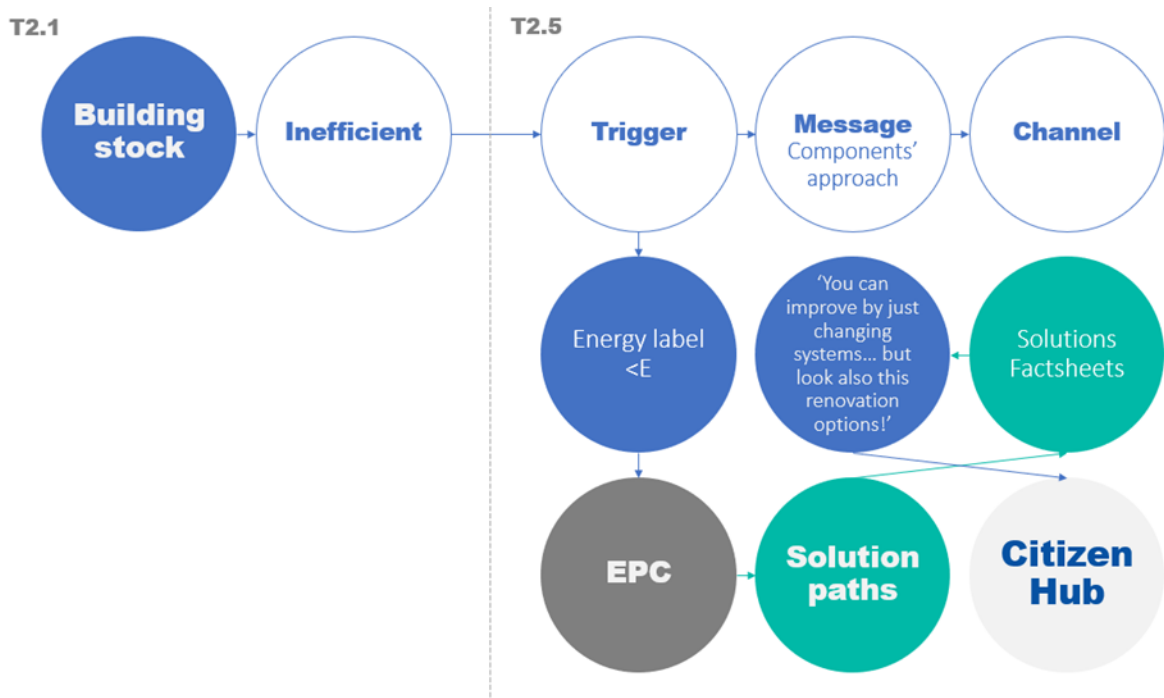 T2.1
T2.5
Building
stock
Inefficient
Trigger
Message
Components'
approach
Channel
Energy label
<E
'You can
improve by just
changing
systems... but
look also this
renovation
options!'
Solutions
Factsheets
EPC
Solution
paths
Citizen
Hub